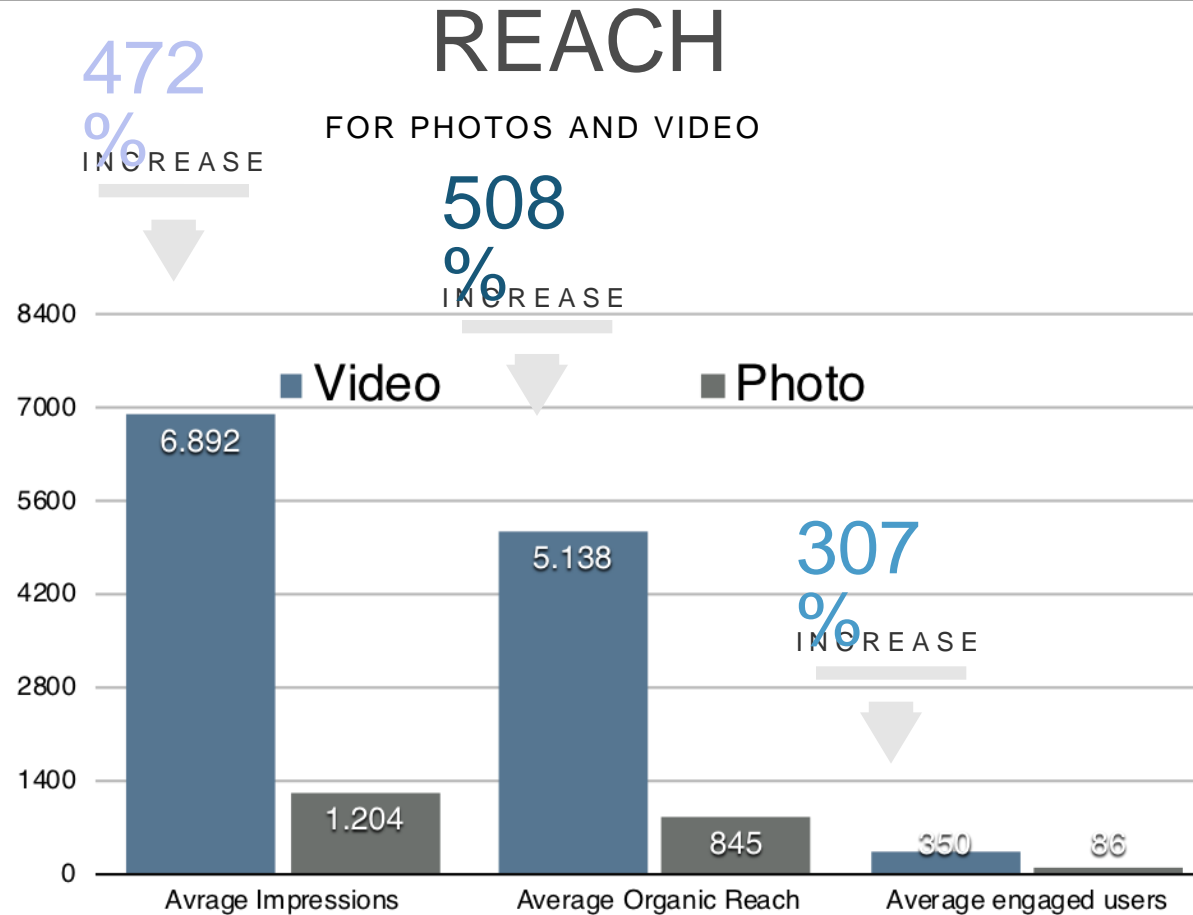 REACH
FOR PHOTOS AND VIDEO
472
%
INCREASE
508
%
INCREASE
307
%
INCREASE
Video
Photo
8400
7000
5600
4200
2800
1400
0
6.892
1.204
5.138
845
350
86
Avrage Impressions
Average Organic Reach
Average engaged users